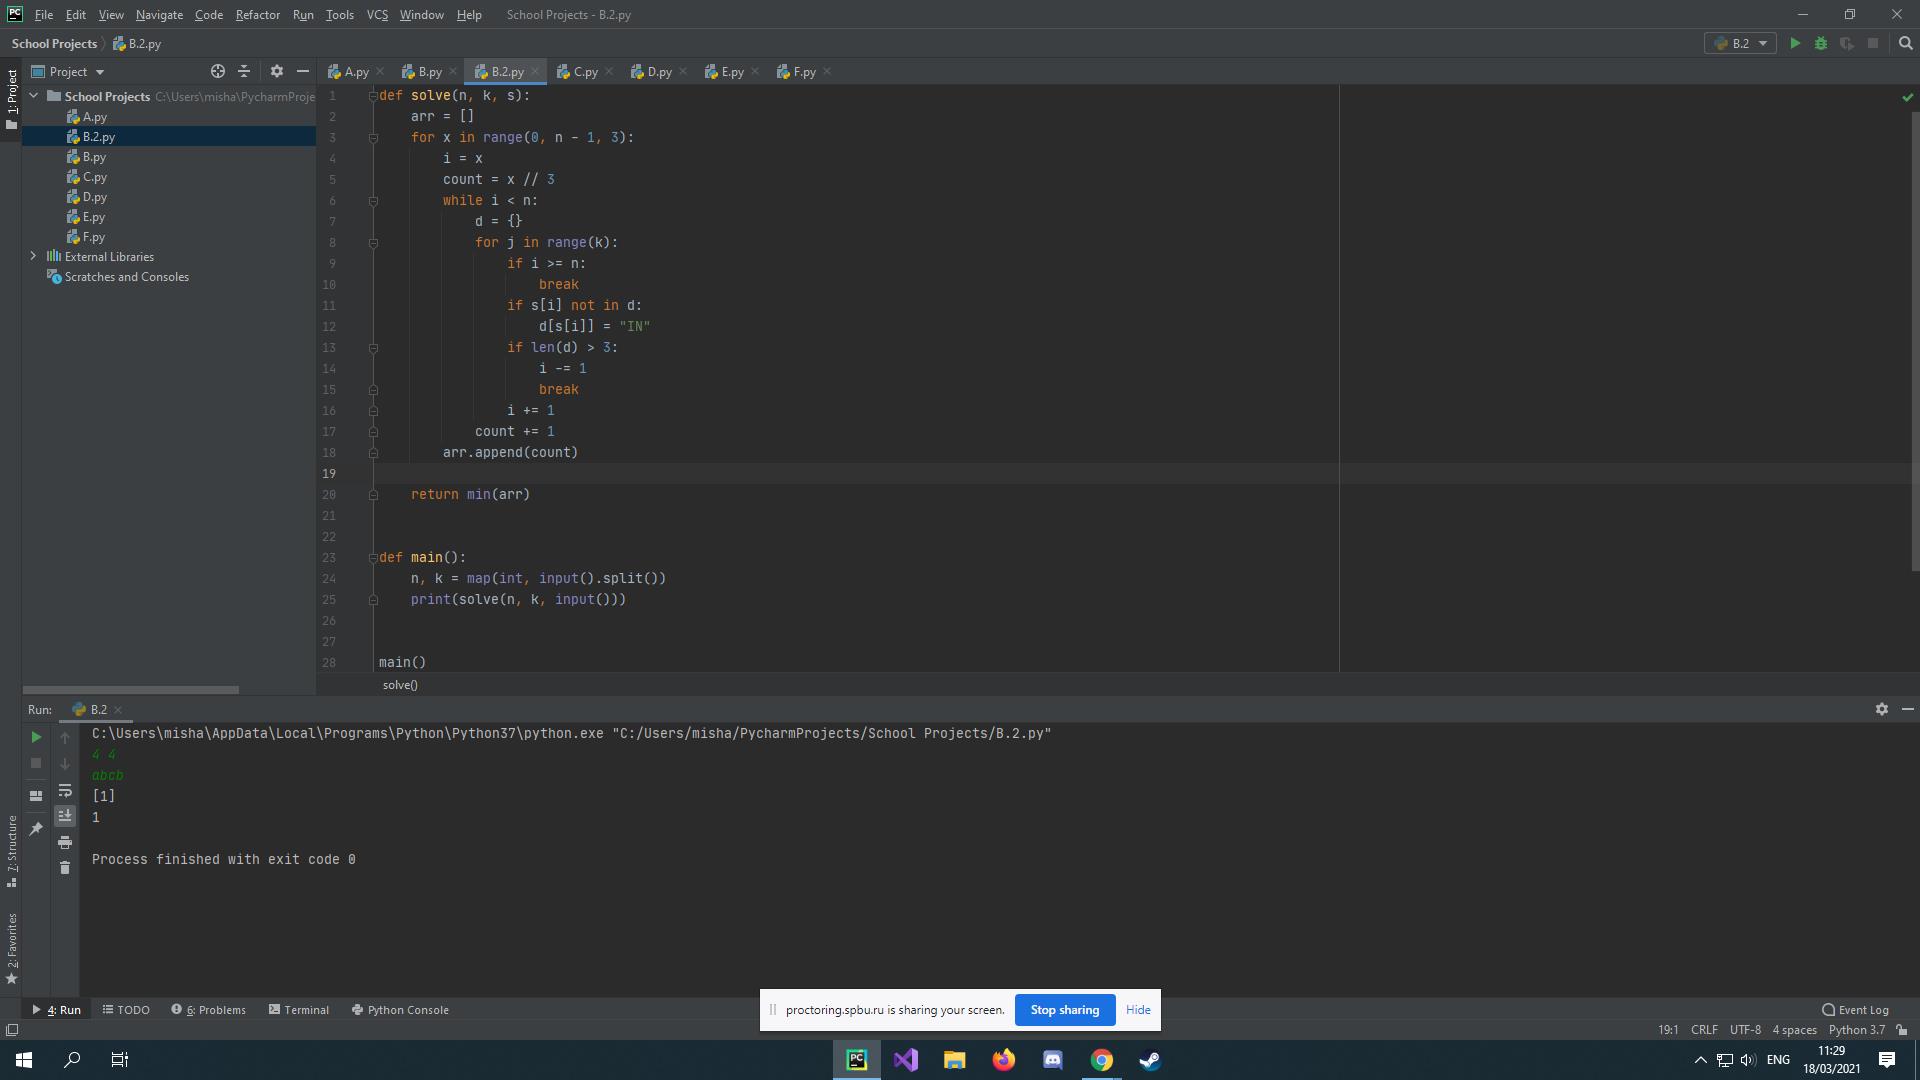 PC File Edit View Navigate Code Refactor Run Tools VCS Window Help School Projects - B.2.py
School Projects B.2.py B.2
1: Project
Project A.py B.py B.2.py C.py D.py E.py F.py
School Projects C:\Users\misha\PycharmProje
A.py
B.2.py
B.py
C.py
D.py
E.py
F.py
External Libraries
Scratches and Consoles
1 def solve(n, k, s):
2 arr = []
3 for x in range(0, n - 1, 3):
4 i = x
5 count = x // 3
6 while i < n:
7 d = {}
8 for j in range(k):
9 if i >= n:
10 break
11 if s[i] not in d:
12 d[s[i]] = "IN"
13 if len(d) > 3:
14 i -= 1
15 break
16 i += 1
17 count += 1
18 arr.append(count)
19
20 return min(arr)
21
22
23 def main():
24 n, k = map(int, input().split())
25 print(solve(n, k, input()))
26
27
28 main()
solve()
Run: B.2
C:\Users\misha\AppData\Local\Programs\Python\Python37\python.exe "C:/Users/misha/PycharmProjects/School Projects/B.2.py"
4 4
abcb
[1]
1
Process finished with exit code 0
7: Structure
2: Favorites
4: Run TODO 6: Problems Terminal Python Console Event Log
proctoring.spbu.ru is sharing your screen. Stop sharing Hide
19:1 CRLF UTF-8 4 spaces Python 3.7
PC ENG 11:29
18/03/2021